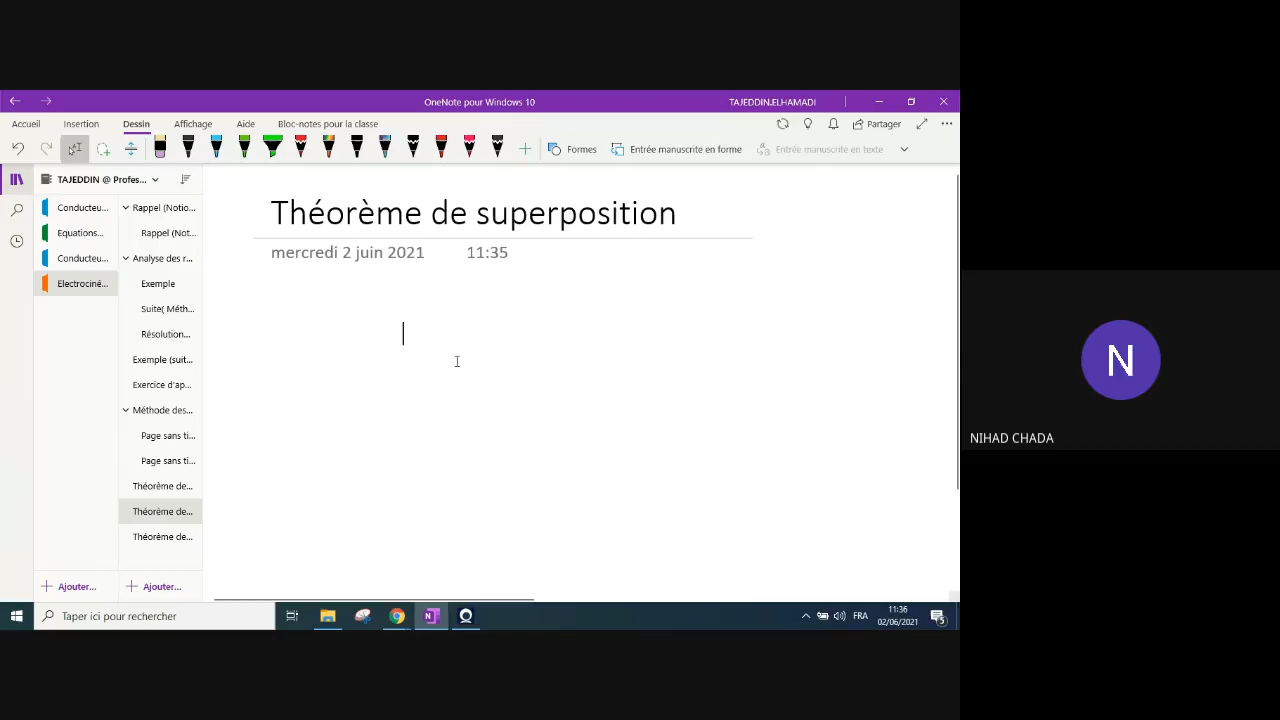 OneNote pour Windows 10
TAJEDDIN.ELHAMADI
Accueil
Insertion
Dessin
Affichage
Aide
Bloc-notes pour la classe
Partager
Formes
Entrée manuscrite en forme
Entrée manuscrite en texte
TAJEDDIN @ Profes...
Conducteu...
Equations...
Conducteu...
Electrociné...
Rappel (Notio...
Rappel (Not...
Analyse des r...
Exemple
Suite( Méth...
Résolution...
Exemple (suit...
Exercice d'ap...
Méthode des...
Page sans ti...
Page sans ti...
Théorème de...
Théorème de...
Théorème de...
Ajouter...
Ajouter...
Théorème de superposition
mercredi 2 juin 2021 11:35
N
NIHAD CHADA
Taper ici pour rechercher
FRA
11:36
02/06/2021
5